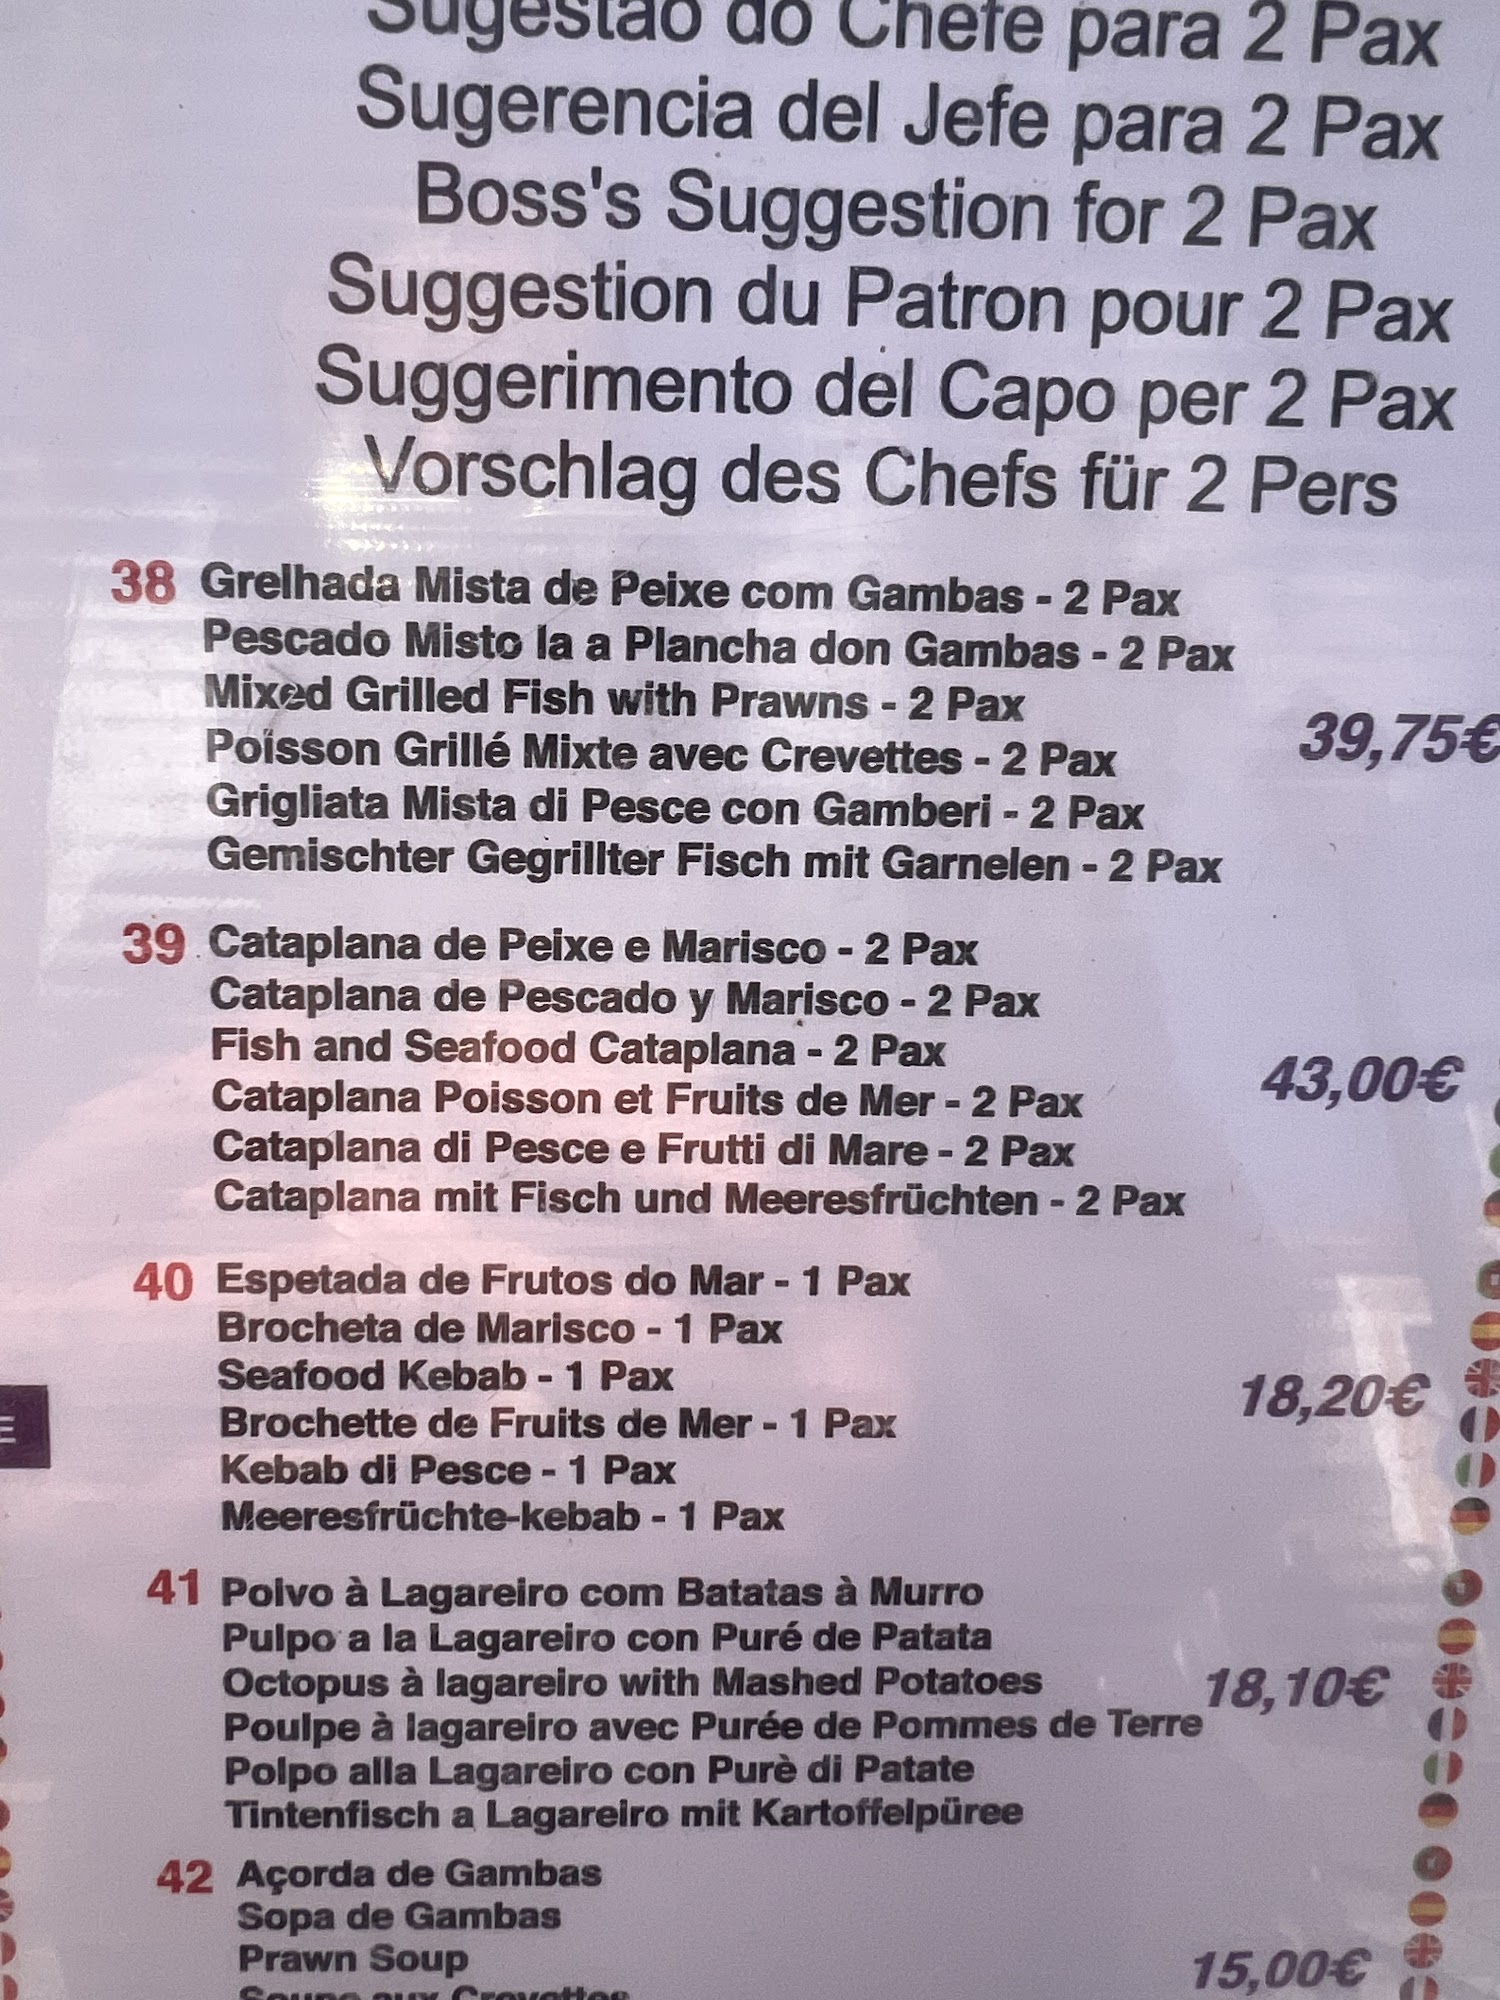 Sugestão do Chefe para 2 Pax
Sugerencia del Jefe para 2 Pax
Boss's Suggestion for 2 Pax
Suggestion du Patron pour 2 Pax
Suggerimento del Capo per 2 Pax
Vorschlag des Chefs für 2 Pers
38 Grelhada Mista de Peixe com Gambas - 2 Pax
Pescado Misto la a Plancha don Gambas - 2 Pax
Mixed Grilled Fish with Prawns - 2 Pax
Poisson Grillé Mixte avec Crevettes - 2 Pax
39,75€
Grigliata Mista di Pesce con Gamberi - 2 Pax
Gemischter Gegrillter Fisch mit Garnelen - 2 Pax
39 Cataplana de Peixe e Marisco - 2 Pax
Cataplana de Pescado y Marisco - 2 Pax
Fish and Seafood Cataplana - 2 Pax
43,00€
Cataplana Poisson et Fruits de Mer - 2 Pax
Cataplana di Pesce e Frutti di Mare - 2 Pax
Cataplana mit Fisch und Meeresfrüchten - 2 Pax
40 Espetada de Frutos do Mar - 1 Pax
Brocheta de Marisco - 1 Pax
Seafood Kebab - 1 Pax
18,20€
Brochette de Fruits de Mer - 1 Pax
Kebab di Pesce - 1 Pax
Meeresfrüchte-kebab - 1 Pax
E
41 Polvo à Lagareiro com Batatas à Murro
Pulpo a la Lagareiro con Puré de Patata
Octopus à lagareiro with Mashed Potatoes
18,10€
Poulpe à lagareiro avec Purée de Pommes de Terre
Polpo alla Lagareiro con Purè di Patate
Tintenfisch a Lagareiro mit Kartoffelpüree
42 Açorda de Gambas
Sopa de Gambas
Prawn Soup
15,00€
Soupe aux Crevettes